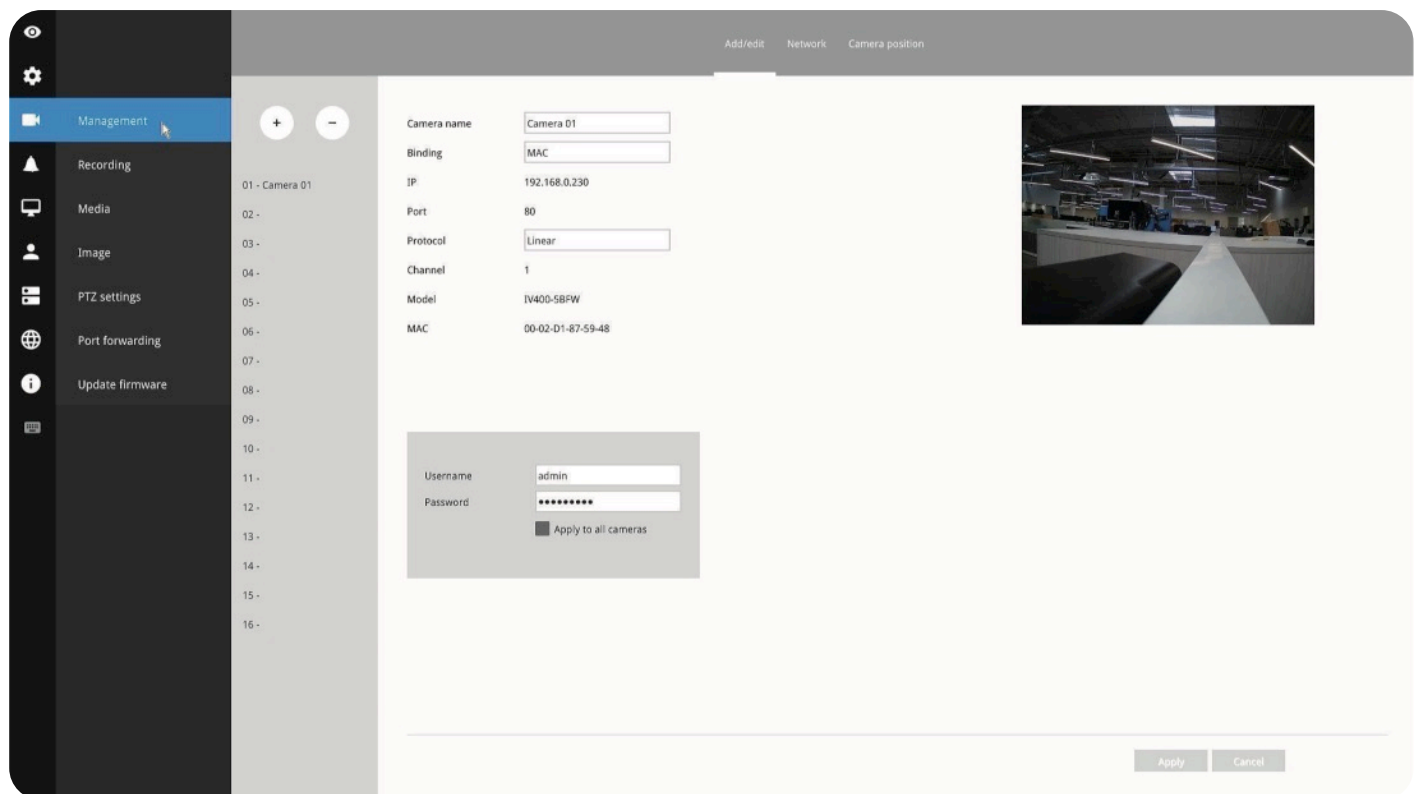 Add/edit Network Camera position
Management
Recording
Media
Image
PTZ settings
Port forwarding
Update firmware
+ −
01 - Camera 01
02 -
03 -
04 -
05 -
06 -
07 -
08 -
09 -
10 -
11 -
12 -
13 -
14 -
15 -
16 -
Camera name Camera 01
Binding MAC
IP 192.168.0.230
Port 80
Protocol Linear
Channel 1
Model IV400-5BFW
MAC 00-02-D1-87-59-48
Username admin
Password •••••••••
Apply to all cameras
Apply Cancel